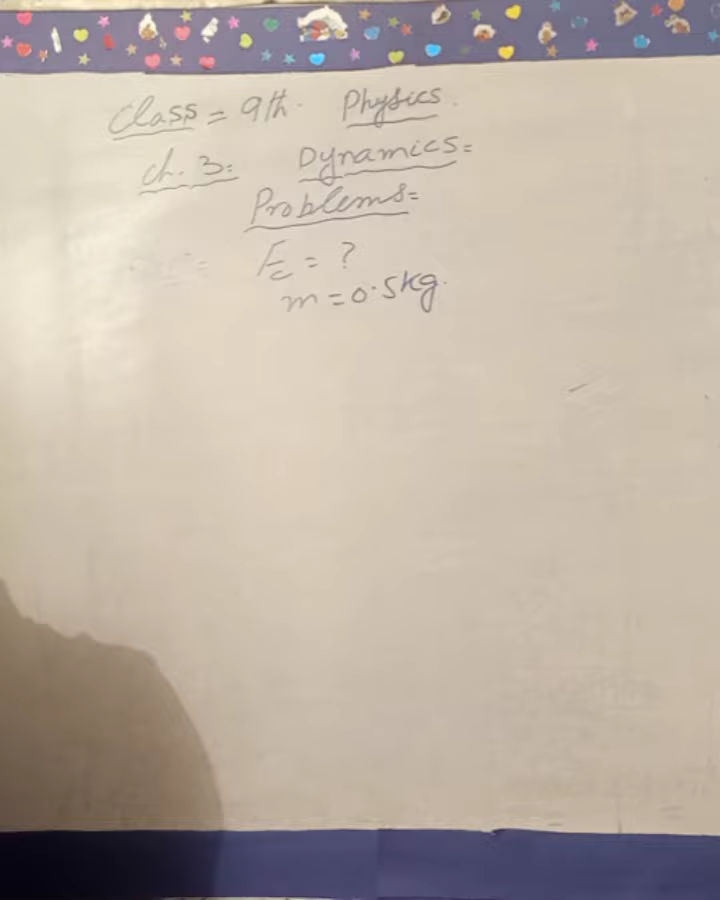 Class = 9th. Physics.
Ch. 3= Dynamics=
Problems=
Fc = ?
m = 0.5kg.